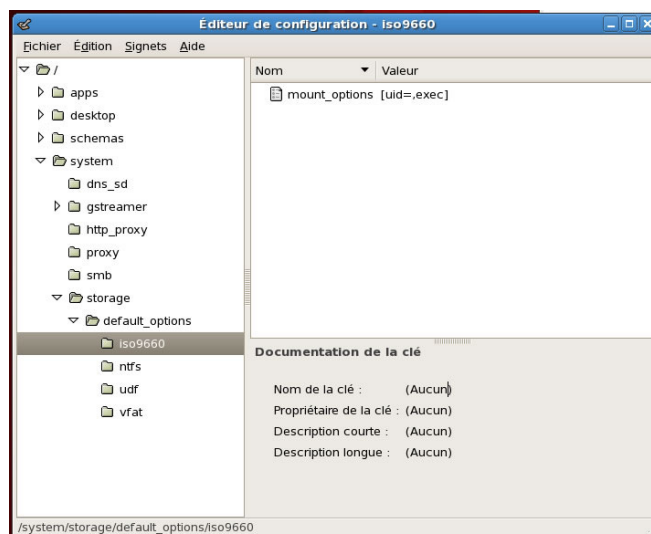 Éditeur de configuration - iso9660
Fichier Édition Signets Aide
/
apps
desktop
schemas
system
dns_sd
gstreamer
http_proxy
proxy
smb
storage
default_options
iso9660
ntfs
udf
vfat
Nom Valeur
mount_options [uid=,exec]
Documentation de la clé
Nom de la clé : (Aucun)
Propriétaire de la clé : (Aucun)
Description courte : (Aucun)
Description longue : (Aucun)
/system/storage/default_options/iso9660